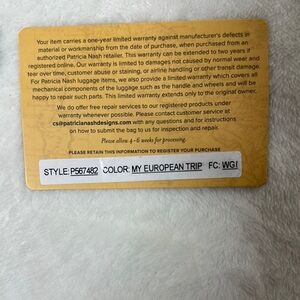 Your item carries a one-year limited warranty against manufacturer's defects in
material or workmanship from the date of purchase, when purchased from an
authorized Patricia Nash retailer. This warranty can be extended to two years if
registered online. Our warranty is limited to damages not caused by normal wear and
tear over time, customer abuse or staining, or airline handling or other transit damage.
For Patricia Nash luggage items, we also provide a limited warranty which covers all
mechanical components of the luggage such as the handle and wheels and will be
happy to repair such parts. This limited warranty extends only to the original owner.
We do offer free repair services to our registered products under
warranty whenever possible. Please contact customer service at
cs@patricianashdesigns.com with any questions and for instructions
on how to submit the bag to us for inspection and repair.
Please allow 4-6 weeks for processing.
PLEASE RETAIN THIS INFORMATION TO REGISTER YOUR PURCHASE
STYLE:P567482 COLOR: MY EUROPEAN TRIP FC: WGI